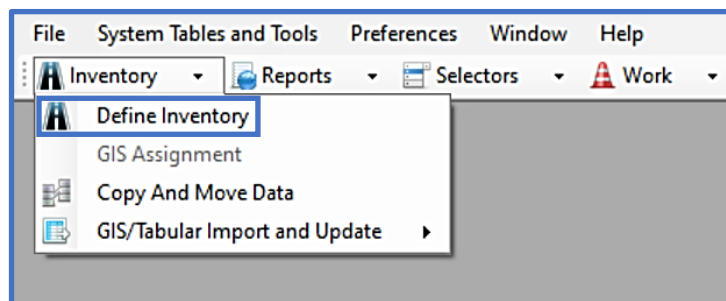 File System Tables and Tools Preferences Window Help
Inventory Reports Selectors Work
Define Inventory
GIS Assignment
Copy And Move Data
GIS/Tabular Import and Update